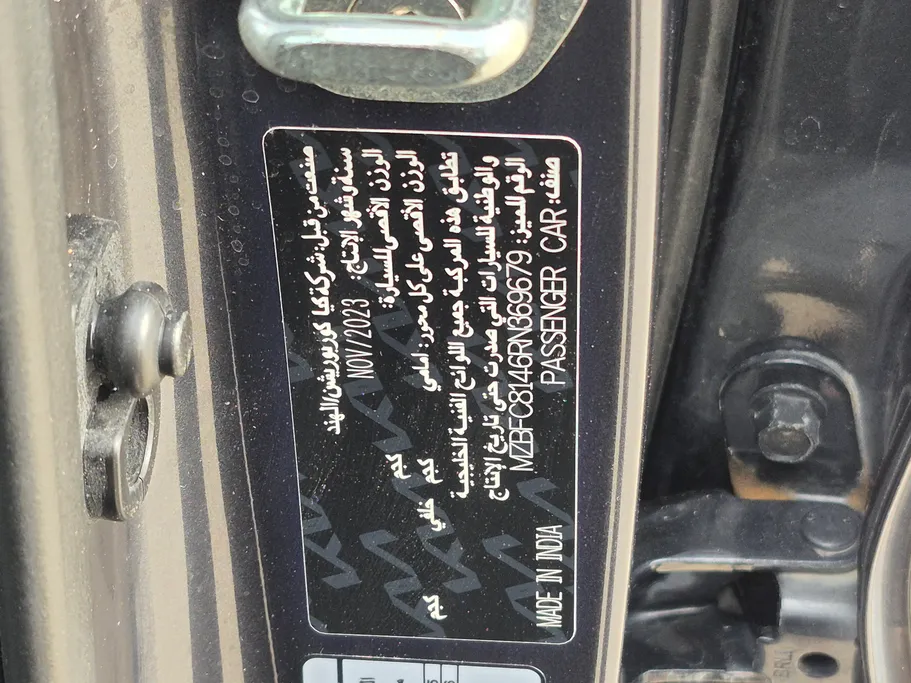 صنعت من قبل: شركة كيا كوربوريشن/الهند
سنة وشهر الإنتاج: NOV/2023
الوزن الأقصى للسيارة: كجم
الوزن الأقصى على كل محور: أمامي كجم خلفي كجم
تطابق هذه المركبة جميع اللوائح الفنية الخليجية
والوطنية للسيارات التي صدرت حتى تاريخ الإنتاج
الرقم المميز: MZBFC8146RN369679
صنف: PASSENGER CAR MADE IN INDIA